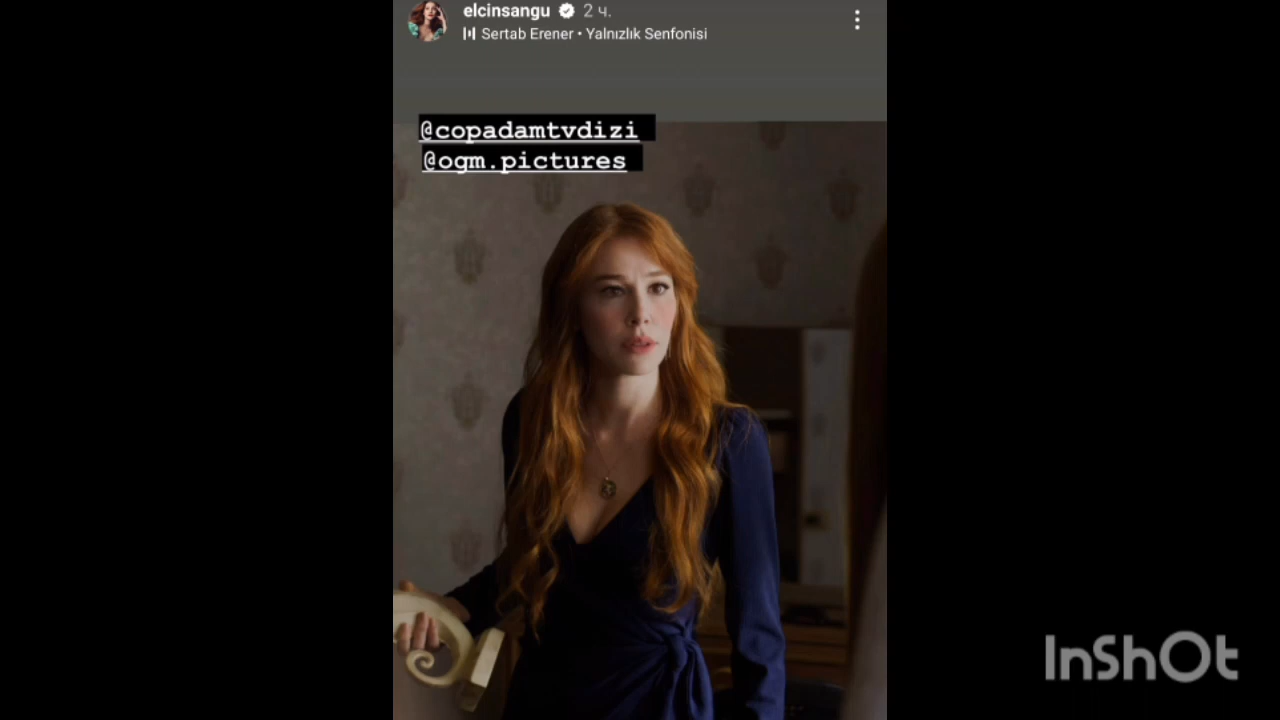 elcinsangu 2 ч.
Sertab Erener • Yalnızlık Senfonisi
@copadamtvdizi
@ogm.pictures
InShOt